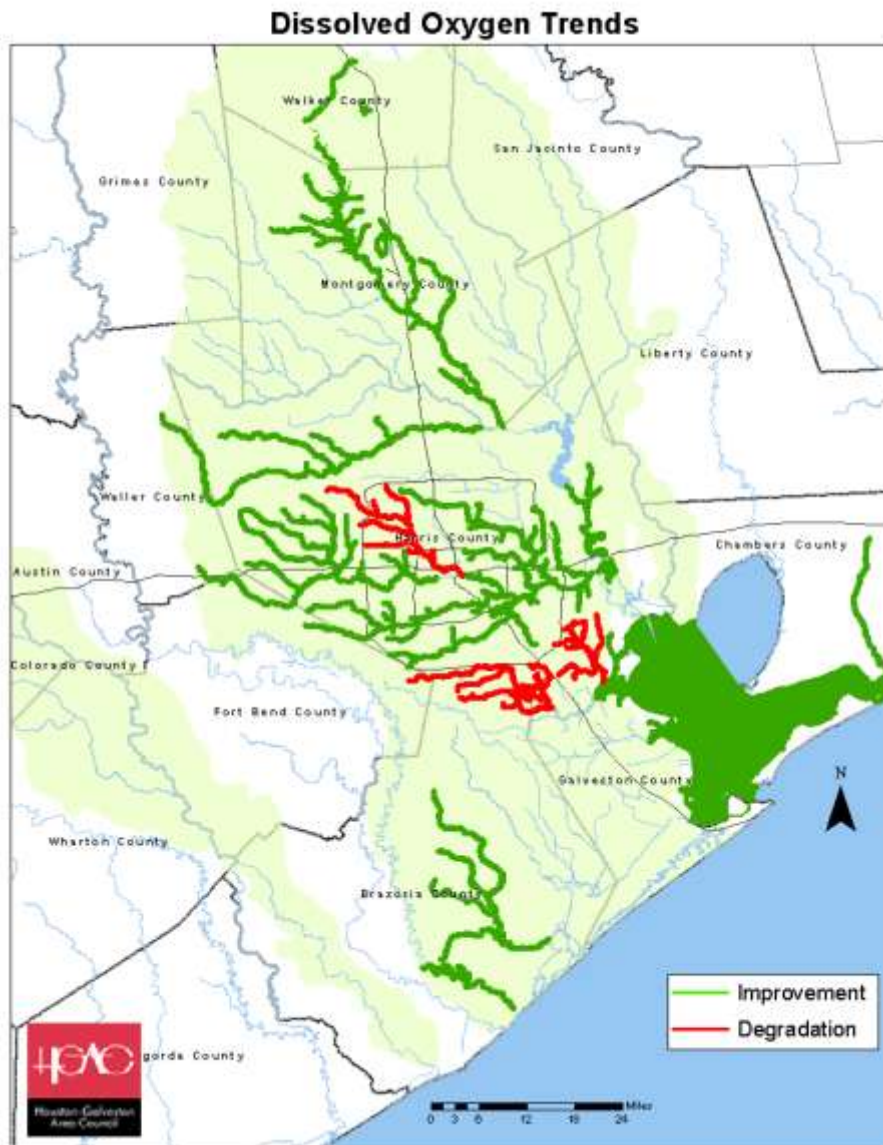 Dissolved Oxygen Trends
Walker County
San Jacinto County
Grimes County
Montgomery County
Liberty County
Waller County
Harris County
Chambers County
Austin County
Colorado County
Fort Bend County
Galveston County
N
Wharton County
Brazoria County
Improvement
Degradation
HGAC
gorda County
Houston-Galveston
Area Council
Miles
0 3 6 12 18 24